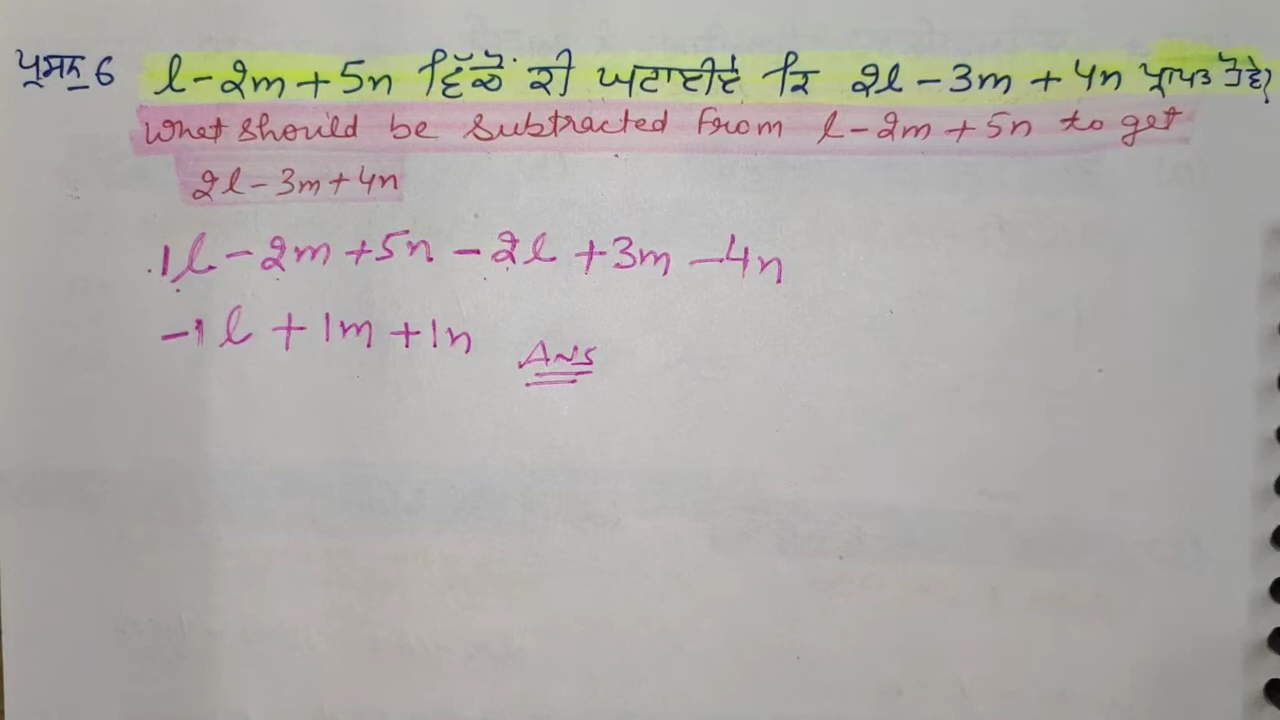 ਪ੍ਰਸ਼ਨ 6 l - 2m + 5n ਵਿੱਚੋਂ ਕੀ ਘਟਾਈਏ ਕਿ 2l - 3m + 4n ਪ੍ਰਾਪਤ ਹੋਵੇ?
What should be subtracted from l - 2m + 5n to get
2l - 3m + 4n
1l - 2m + 5n - 2l + 3m - 4n
-1l + 1m + 1n Ans